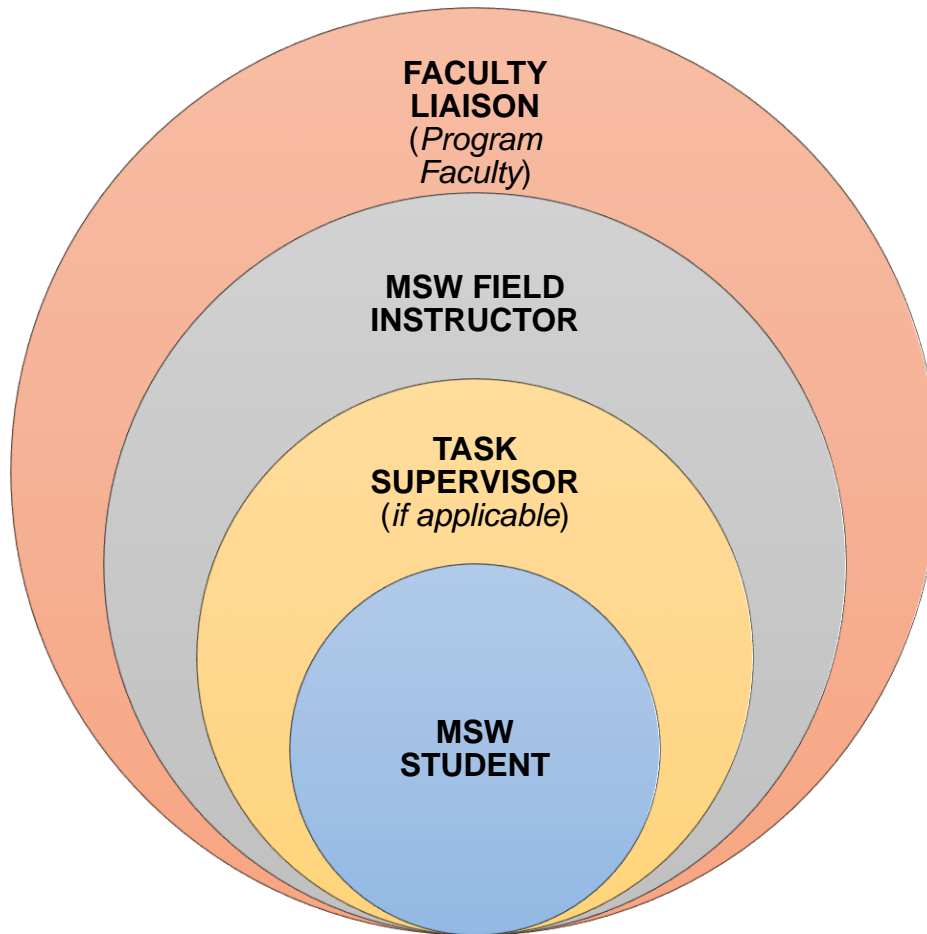 FACULTY
LIAISON
(Program
Faculty)
MSW FIELD
INSTRUCTOR
TASK
SUPERVISOR
(if applicable)
MSW
STUDENT